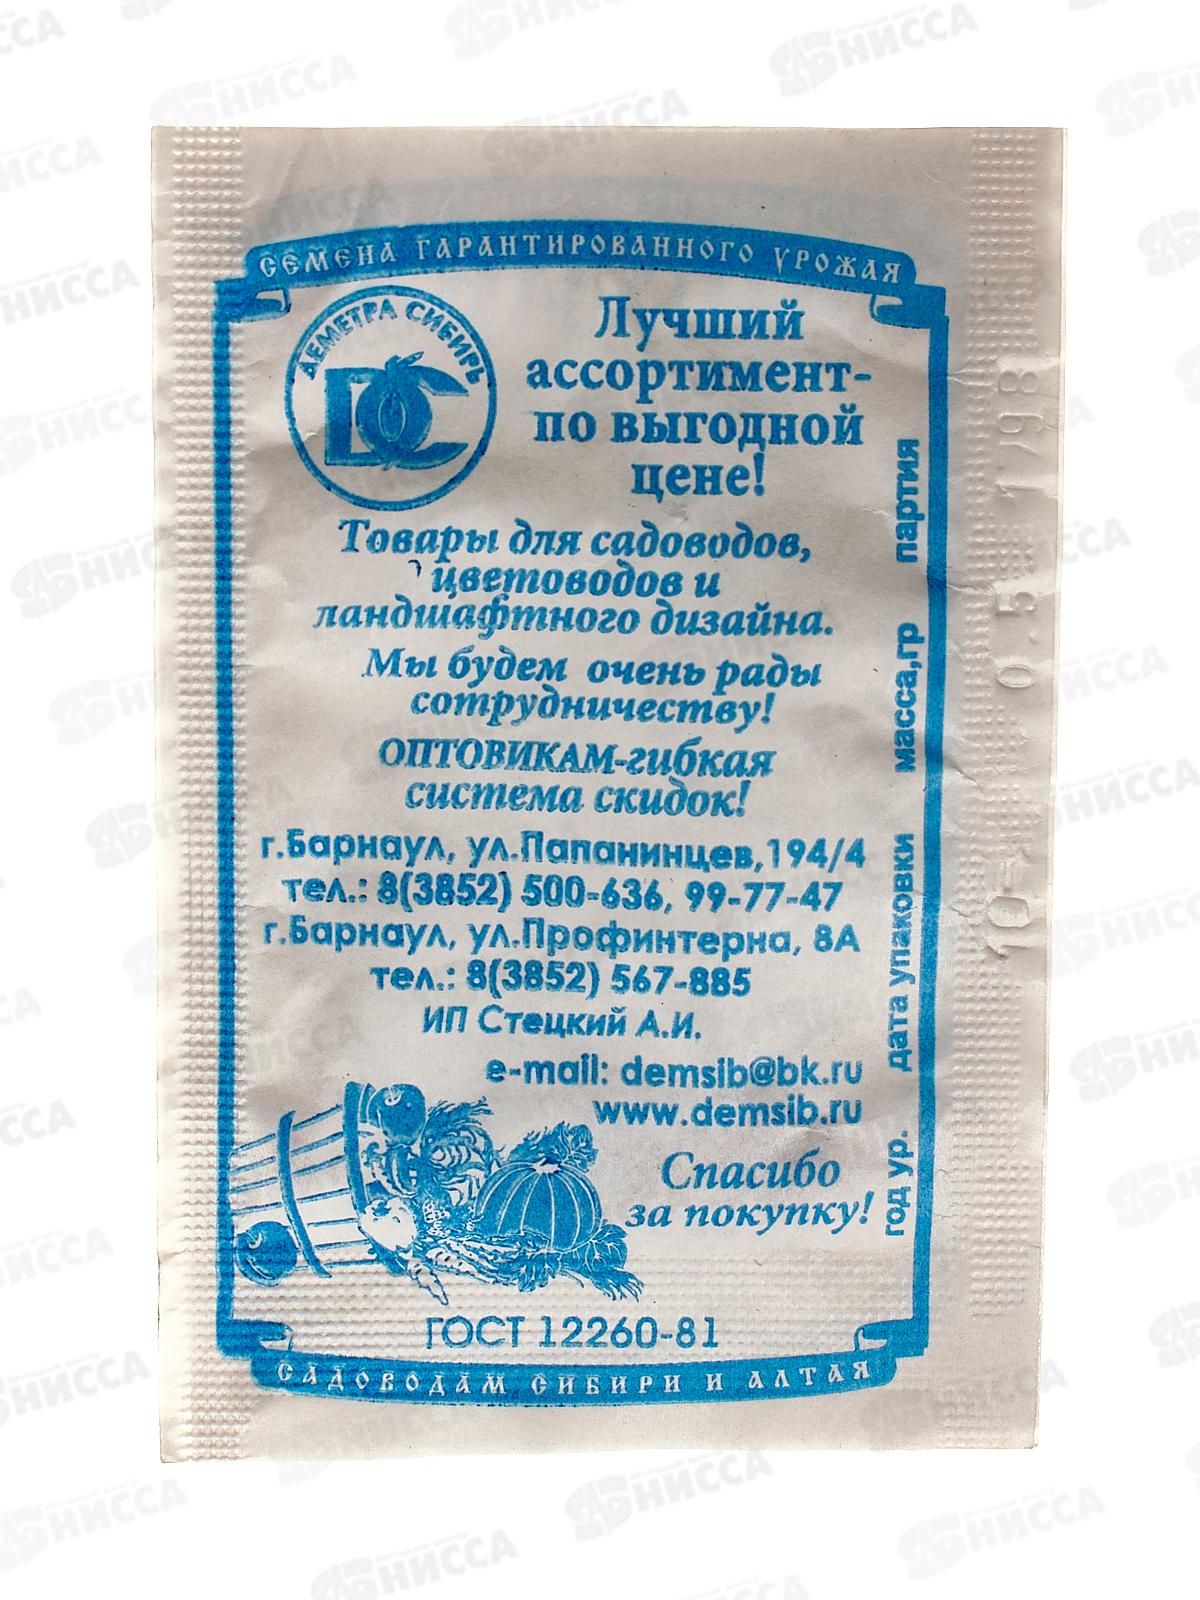 СЕМЕНА ГАРАНТИРОВАННОГО УРОЖАЯ
ДЕМЕТРА СИБИРЬ
DC
Лучший
ассортимент-
по выгодной
цене!
Товары для садоводов,
цветоводов и
ландшафтного дизайна.
Мы будем очень рады
сотрудничеству!
ОПТОВИКАМ-гибкая
система скидок!
г.Барнаул, ул.Папанинцев,194/4
тел.: 8(3852) 500-636, 99-77-47
г.Барнаул, ул.Профинтерна, 8А
тел.: 8(3852) 567-885
ИП Стецкий А.И.
e-mail: demsib@bk.ru
www.demsib.ru
Спасибо
за покупку!
ГОСТ 12260-81
САДОВОДАМ СИБИРИ И АЛТАЯ
год ур. дата упаковки масса,гр партия
0.5 1798
НИССА